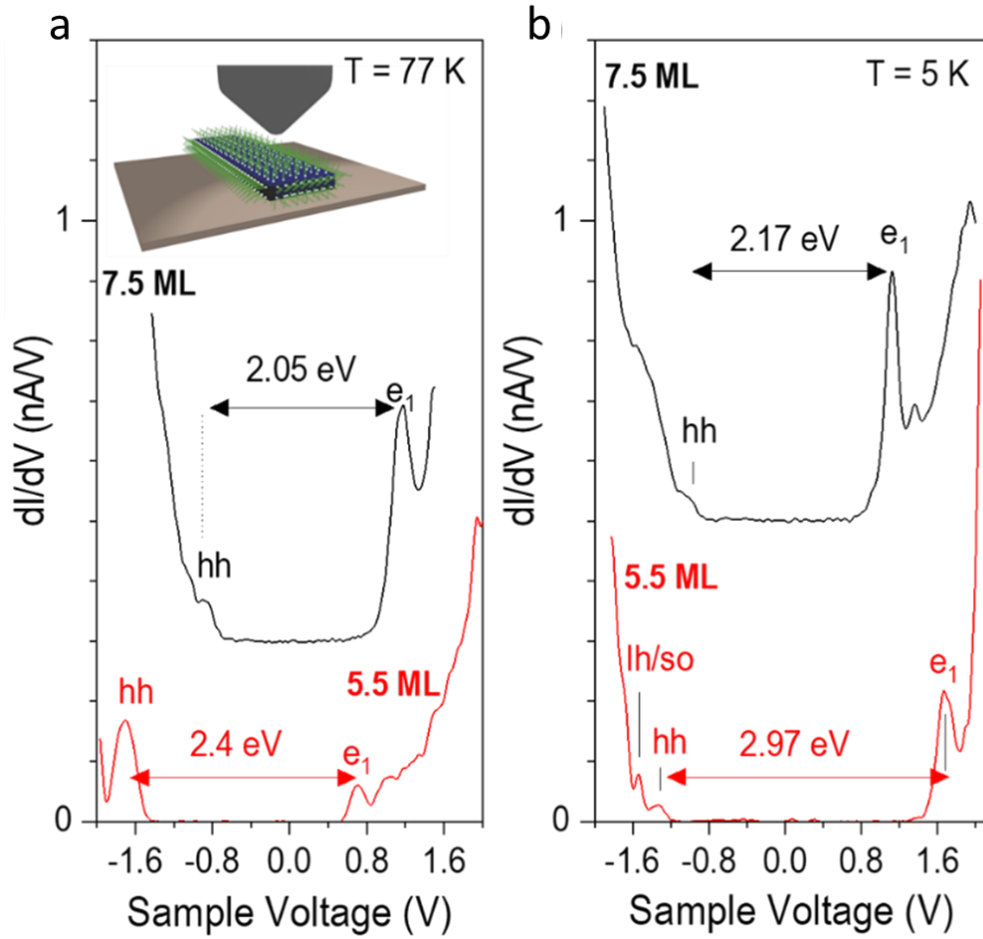 a
T = 77 K
1
7.5 ML
2.05 eV
e1
hh
5.5 ML
hh
2.4 eV
e1
0
dI/dV (nA/V)
-1.6 -0.8 0.0 0.8 1.6
Sample Voltage (V)
b
7.5 ML
T = 5 K
1
2.17 eV
e1
hh
5.5 ML
lh/so
hh
2.97 eV
e1
0
dI/dV (nA/V)
-1.6 -0.8 0.0 0.8 1.6
Sample Voltage (V)